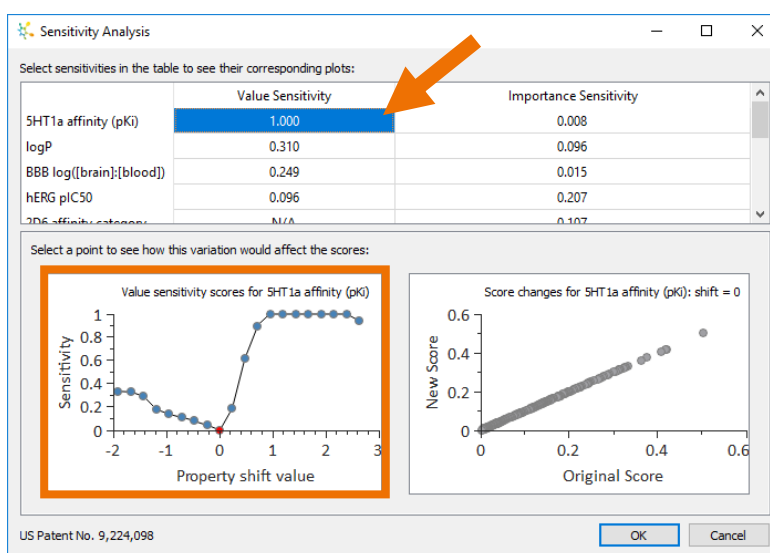 Sensitivity Analysis
Select sensitivities in the table to see their corresponding plots:
Value Sensitivity Importance Sensitivity
5HT1a affinity (pKi) 1.000 0.008
logP 0.310 0.096
BBB log([brain]:[blood]) 0.249 0.015
hERG pIC50 0.096 0.207
2D6 affinity category N/A 0.107
Select a point to see how this variation would affect the scores:
Value sensitivity scores for 5HT1a affinity (pKi)
1
0.8
0.6
0.4
0.2
0
Sensitivity
-2 -1 0 1 2 3
Property shift value
Score changes for 5HT1a affinity (pKi): shift = 0
0.6
0.4
0.2
0
New Score
0 0.2 0.4 0.6
Original Score
US Patent No. 9,224,098
OK Cancel